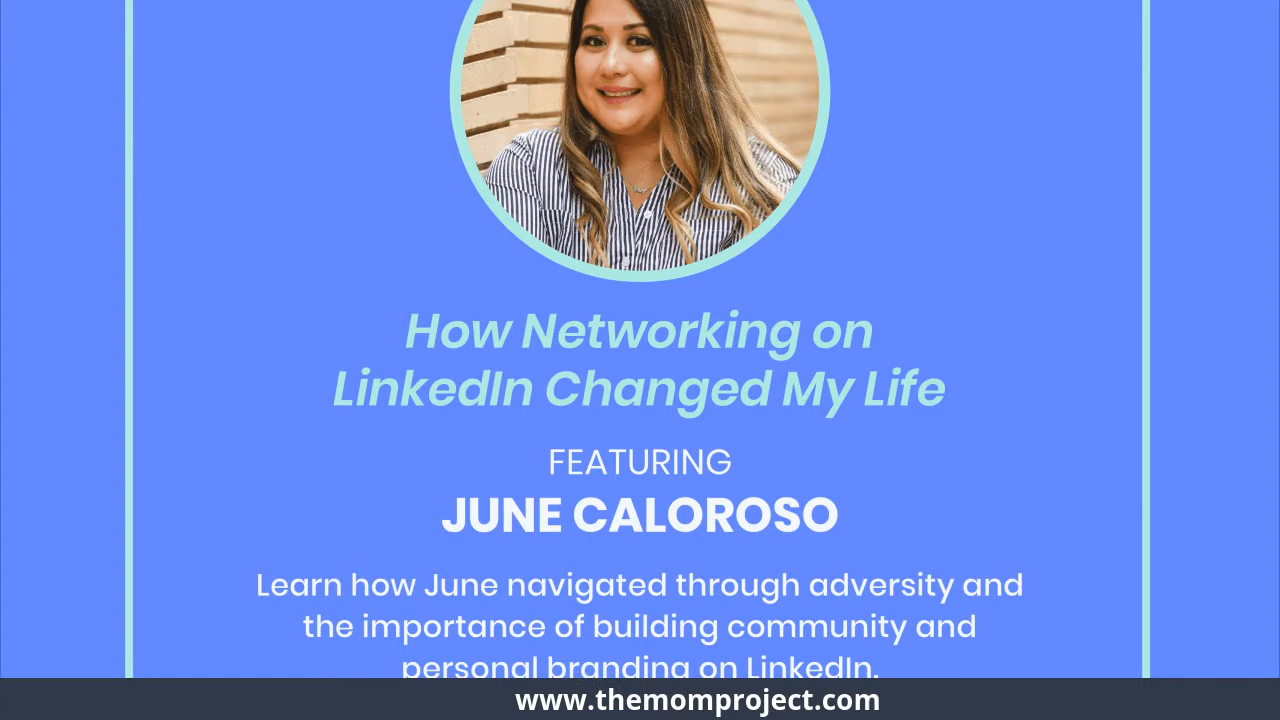 How Networking on
LinkedIn Changed My Life
FEATURING
JUNE CALOROSO
Learn how June navigated through adversity and
the importance of building community and
personal branding on LinkedIn.
www.themomproject.com